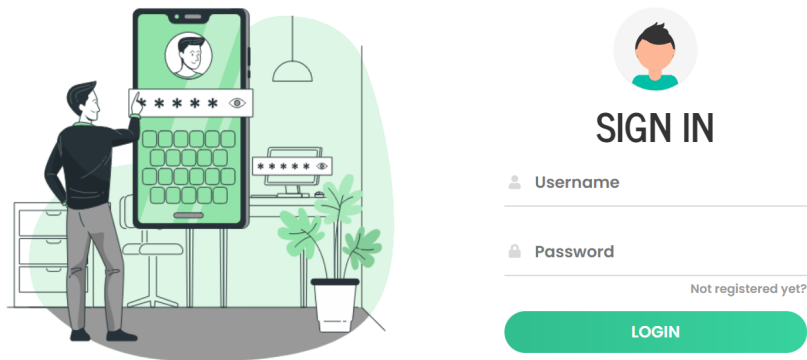 * * * * *
* * * * *
SIGN IN
Username
Password
Not registered yet?
LOGIN